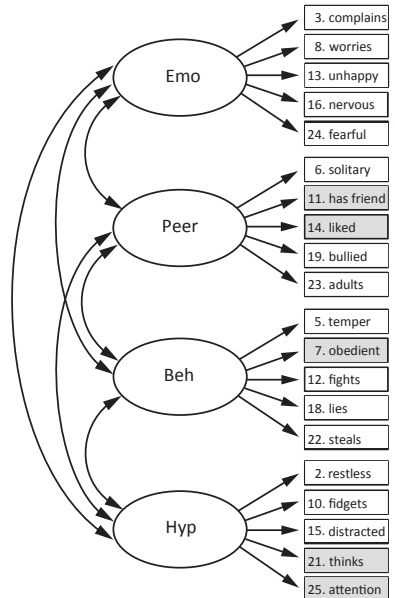 Emo
3. complains
8. worries
13. unhappy
16. nervous
24. fearful
Peer
6. solitary
11. has friend
14. liked
19. bullied
23. adults
Beh
5. temper
7. obedient
12. fights
18. lies
22. steals
Hyp
2. restless
10. fidgets
15. distracted
21. thinks
25. attention